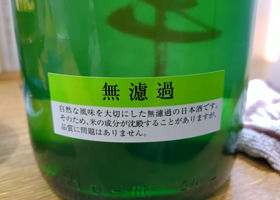 無濾過
自然な風味を大切にした無濾過の日本酒です。
そのため、米の成分が沈殿することがありますが、
品質に問題はありません。